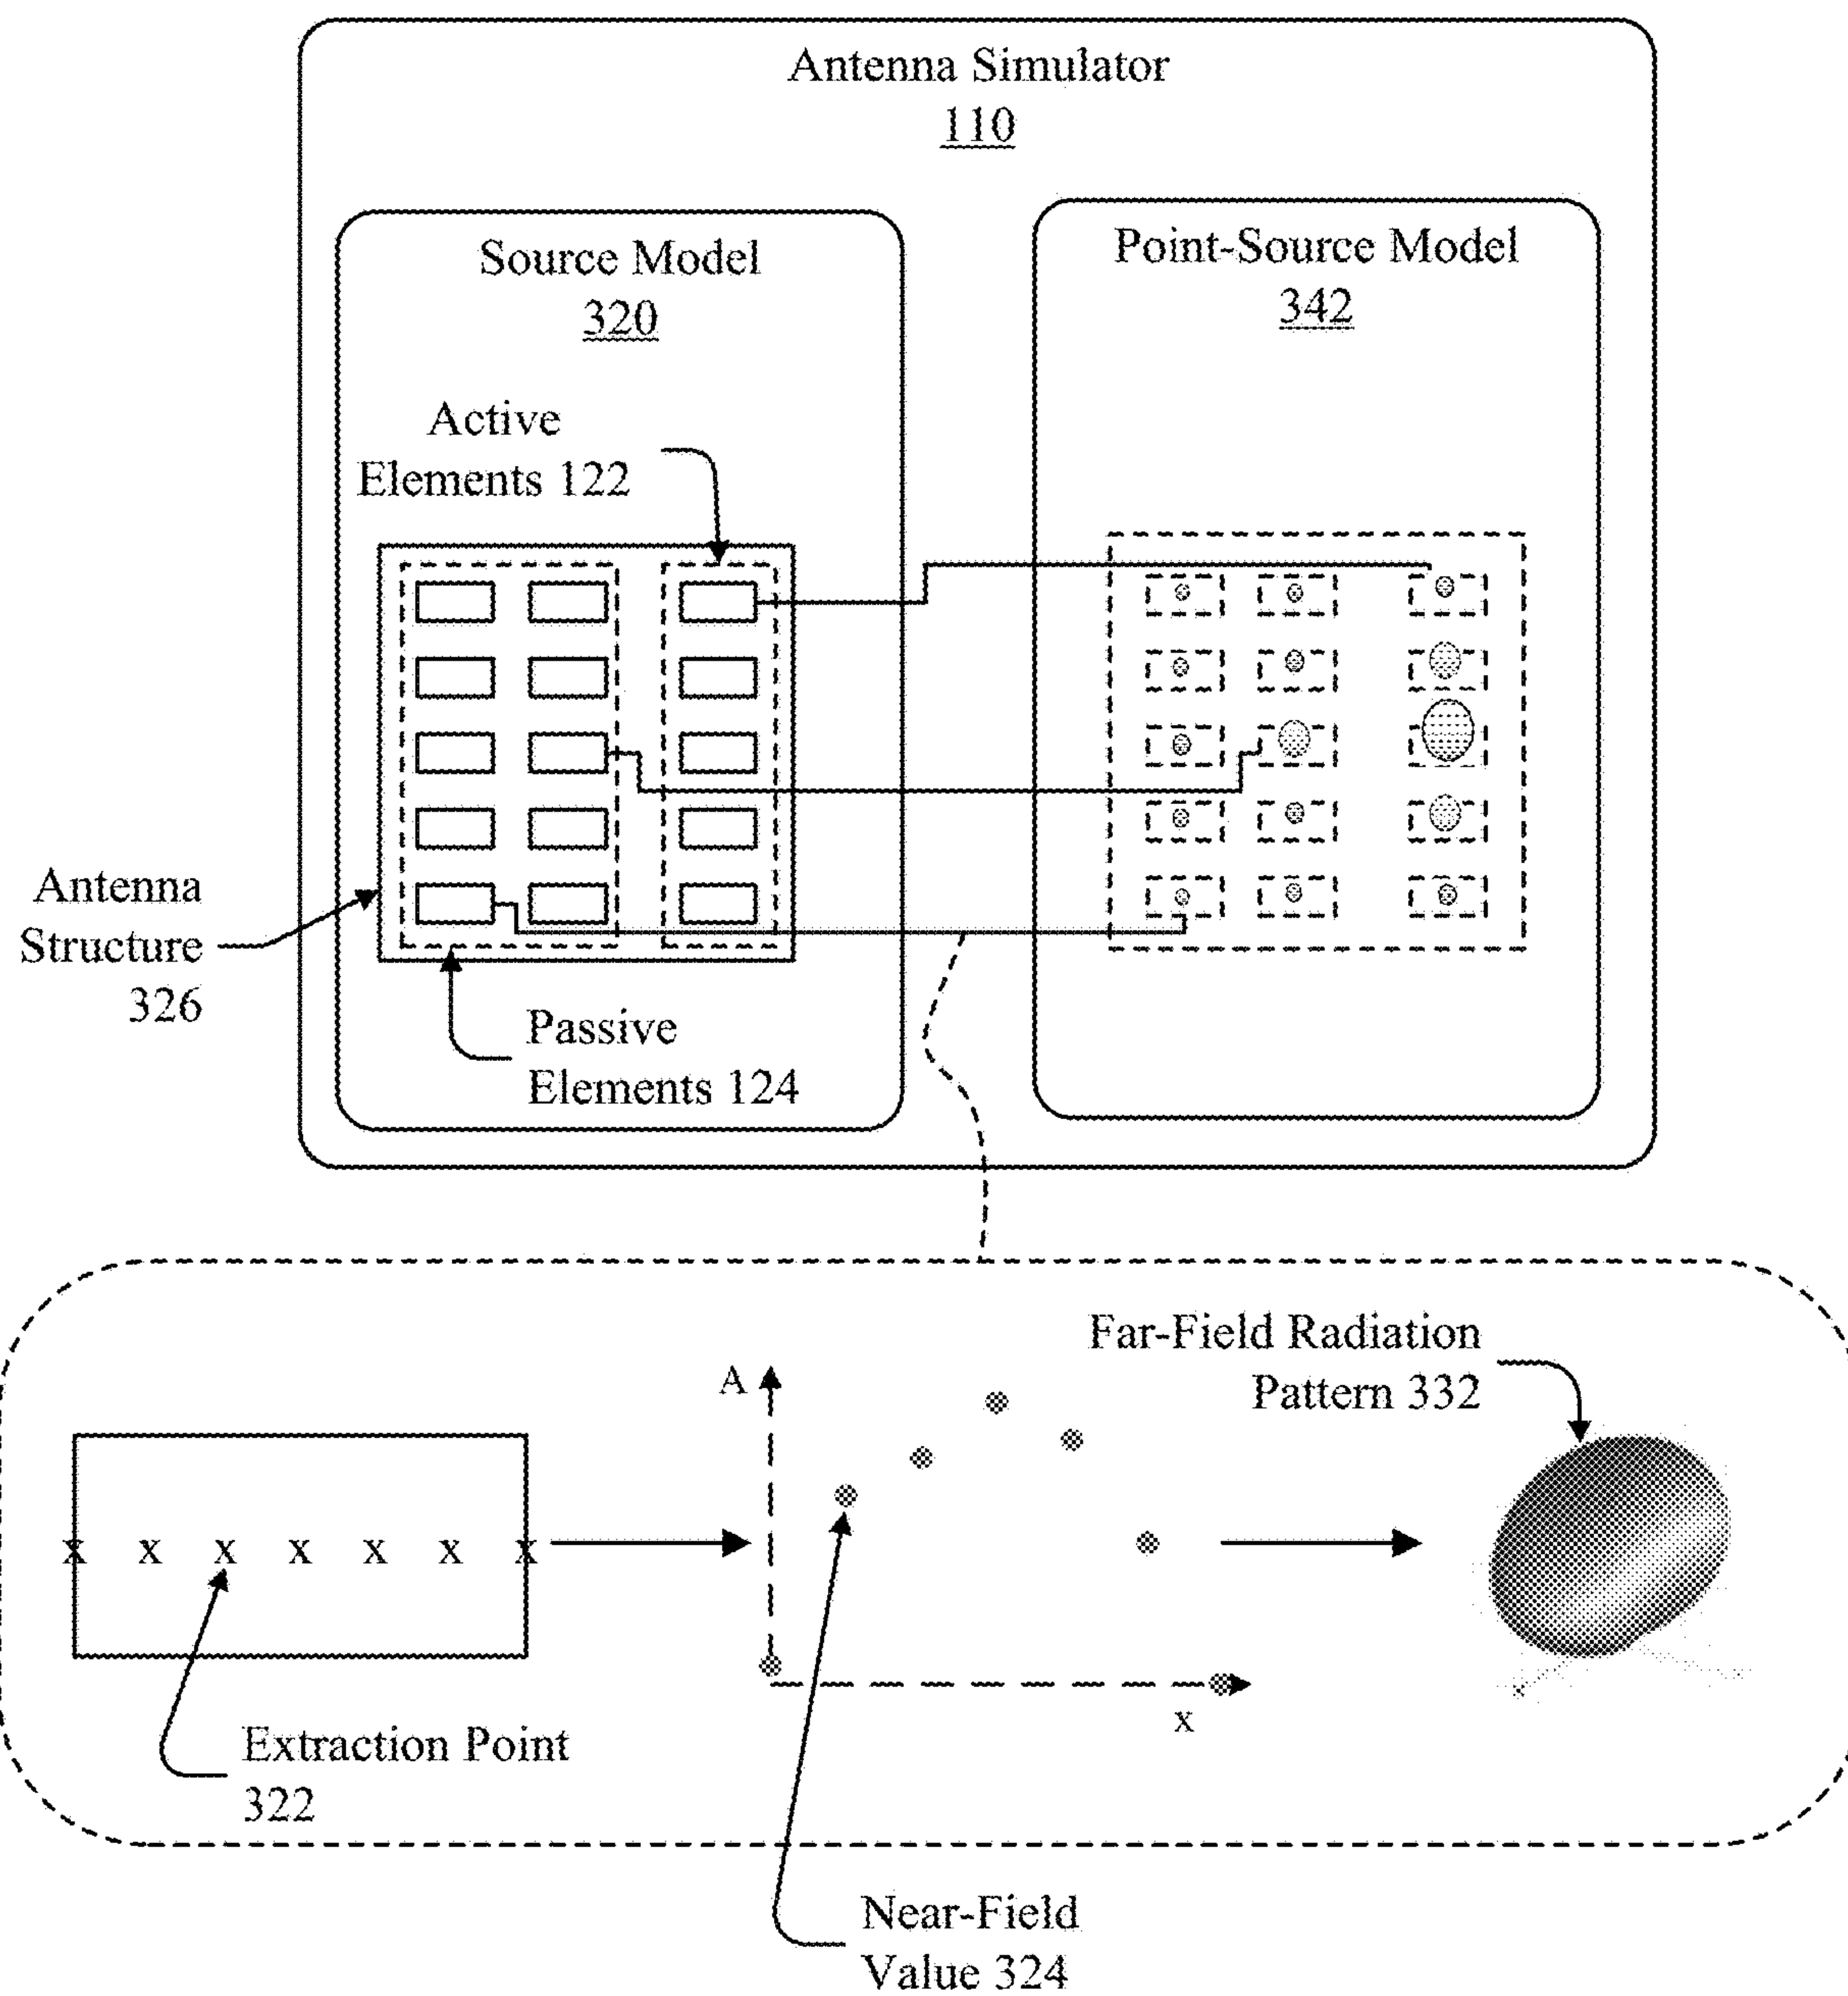 Antenna Simulator
110
Source Model
320
Point-Source Model
342
Active
Elements 122
Antenna
Structure
326
Passive
Elements 124
Far-Field Radiation
Pattern 332
A
x x x x x x x
x
Extraction Point
322
Near-Field
Value 324